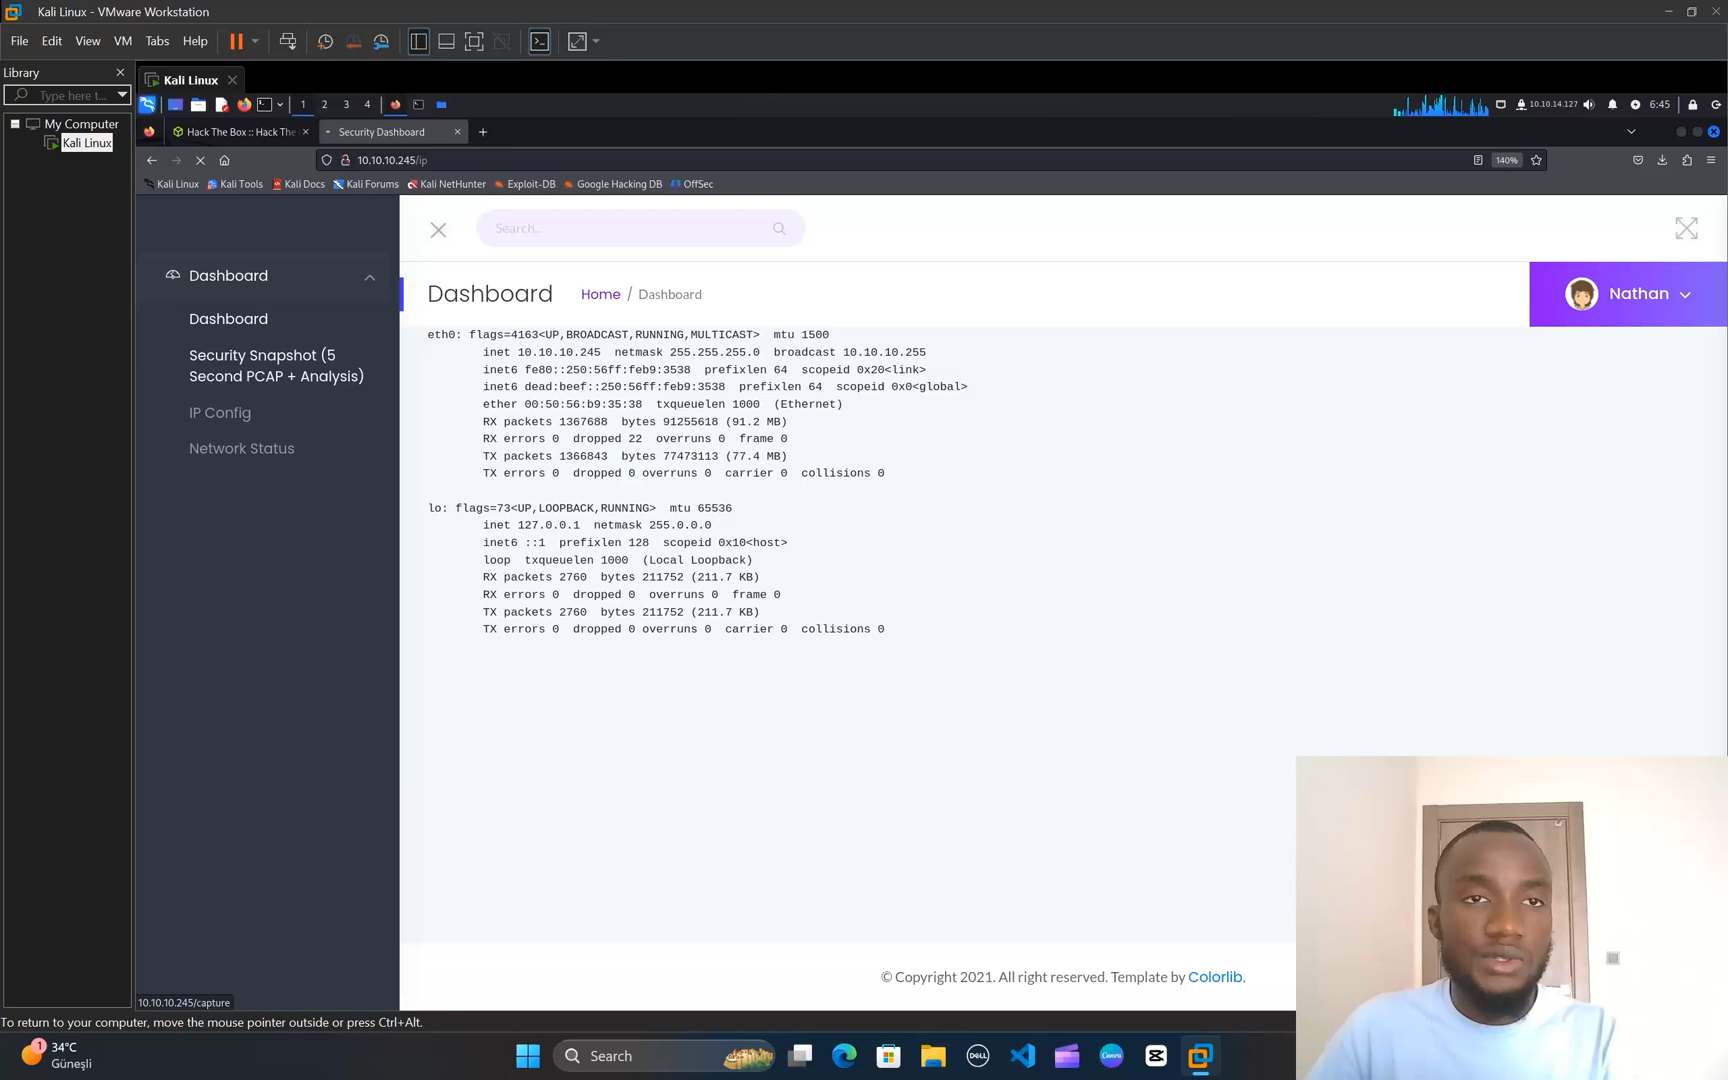 Kali Linux - VMware Workstation
File Edit View VM Tabs Help
Library
Type here t...
My Computer
Kali Linux
Kali Linux
1 2 3 4
10.10.14.127
6:45
Hack The Box :: Hack The
Security Dashboard
10.10.10.245/ip
140%
Kali Linux Kali Tools Kali Docs Kali Forums Kali NetHunter Exploit-DB Google Hacking DB OffSec
Search...
Dashboard
Dashboard
Security Snapshot (5
Second PCAP + Analysis)
IP Config
Network Status
Dashboard Home / Dashboard
Nathan
eth0: flags=4163<UP,BROADCAST,RUNNING,MULTICAST>  mtu 1500
inet 10.10.10.245  netmask 255.255.255.0  broadcast 10.10.10.255
inet6 fe80::250:56ff:feb9:3538  prefixlen 64  scopeid 0x20<link>
inet6 dead:beef::250:56ff:feb9:3538  prefixlen 64  scopeid 0x0<global>
ether 00:50:56:b9:35:38  txqueuelen 1000  (Ethernet)
RX packets 1367688  bytes 91255618 (91.2 MB)
RX errors 0  dropped 22  overruns 0  frame 0
TX packets 1366843  bytes 77473113 (77.4 MB)
TX errors 0  dropped 0 overruns 0  carrier 0  collisions 0
lo: flags=73<UP,LOOPBACK,RUNNING>  mtu 65536
inet 127.0.0.1  netmask 255.0.0.0
inet6 ::1  prefixlen 128  scopeid 0x10<host>
loop  txqueuelen 1000  (Local Loopback)
RX packets 2760  bytes 211752 (211.7 KB)
RX errors 0  dropped 0  overruns 0  frame 0
TX packets 2760  bytes 211752 (211.7 KB)
TX errors 0  dropped 0 overruns 0  carrier 0  collisions 0
© Copyright 2021. All right reserved. Template by Colorlib.
10.10.10.245/capture
To return to your computer, move the mouse pointer outside or press Ctrl+Alt.
1
34°C
Güneşli
Search
DELL
Canva